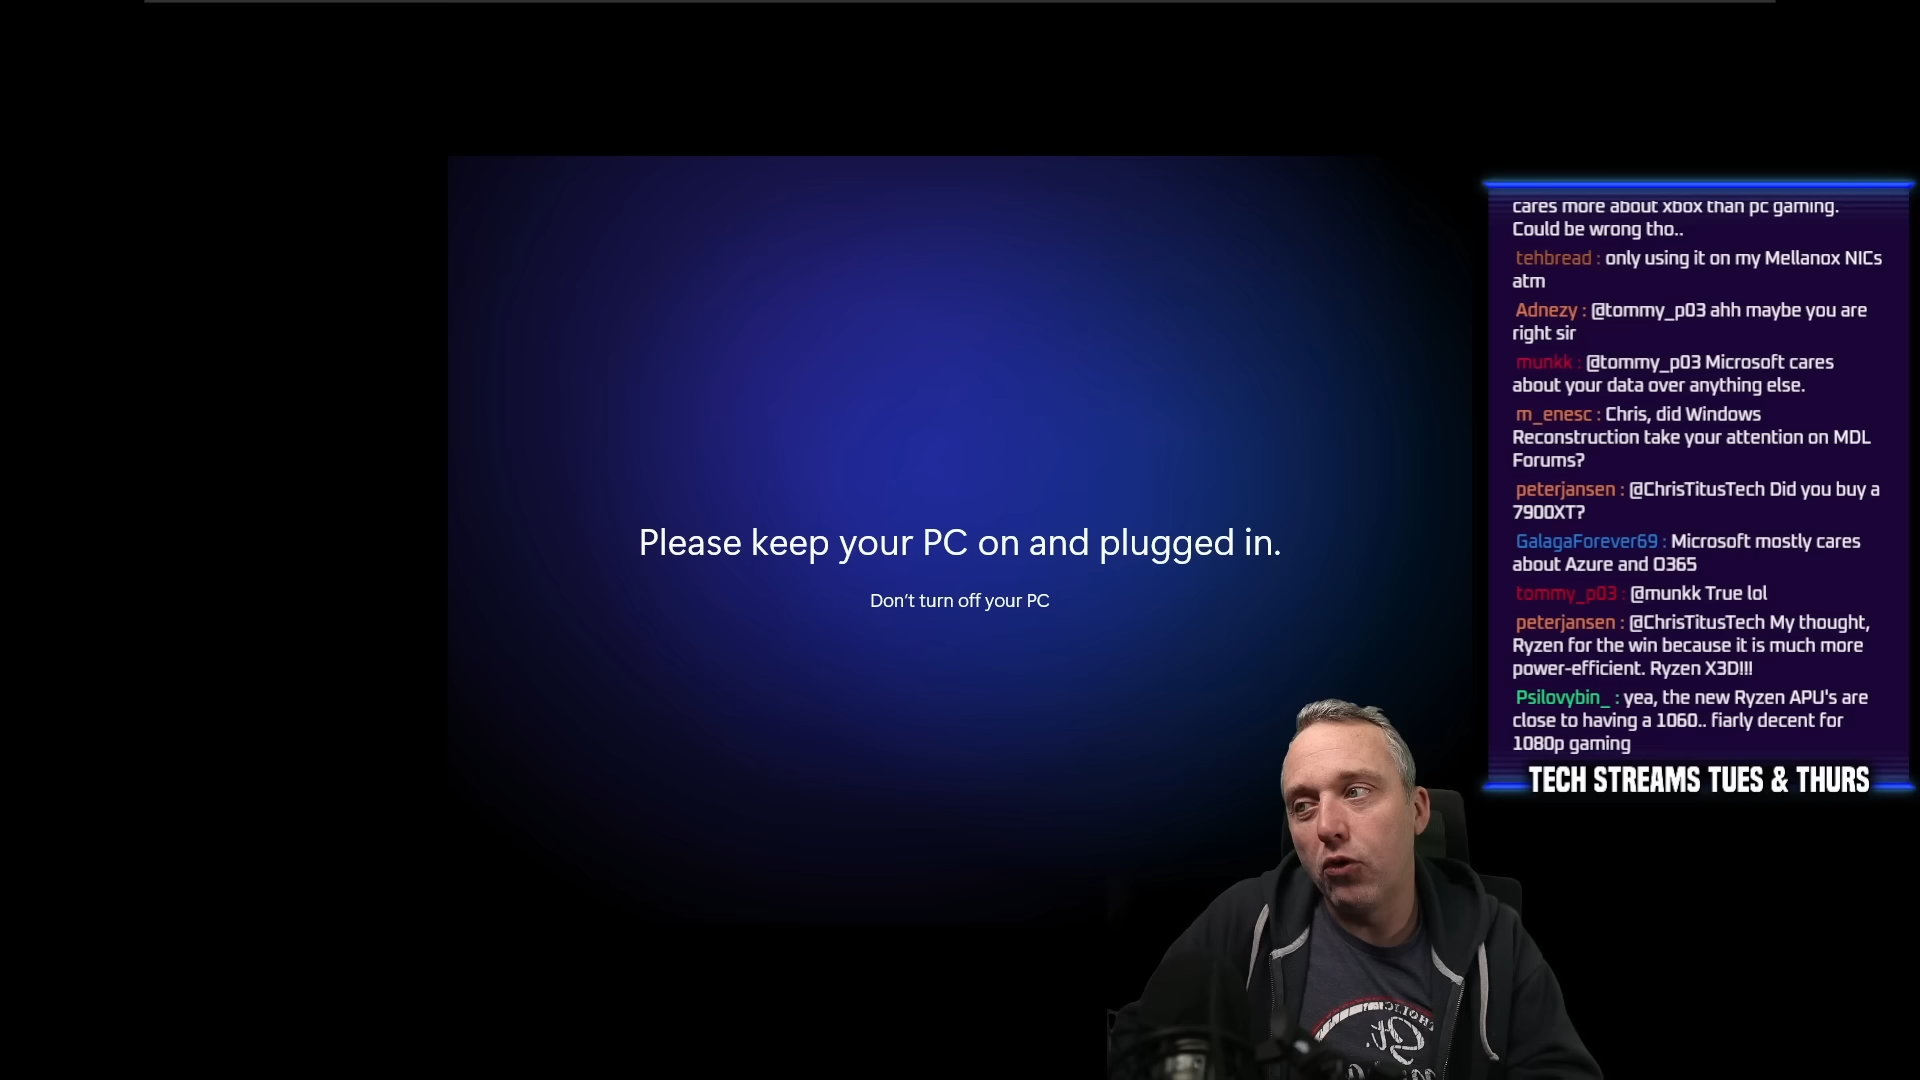 Please keep your PC on and plugged in.
Don't turn off your PC
cares more about xbox than pc gaming.
Could be wrong tho..
tehbread : only using it on my Mellanox NICs
atm
Adnezy : @tommy_p03 ahh maybe you are
right sir
munkk : @tommy_p03 Microsoft cares
about your data over anything else.
m_enesc : Chris, did Windows
Reconstruction take your attention on MDL
Forums?
peterjansen : @ChrisTitusTech Did you buy a
7900XT?
GalagaForever69 : Microsoft mostly cares
about Azure and O365
tommy_p03 : @munkk True lol
peterjansen : @ChrisTitusTech My thought,
Ryzen for the win because it is much more
power-efficient. Ryzen X3D!!!
Psilovybin_ : yea, the new Ryzen APU's are
close to having a 1060.. fiarly decent for
1080p gaming
TECH STREAMS TUES & THURS
St.